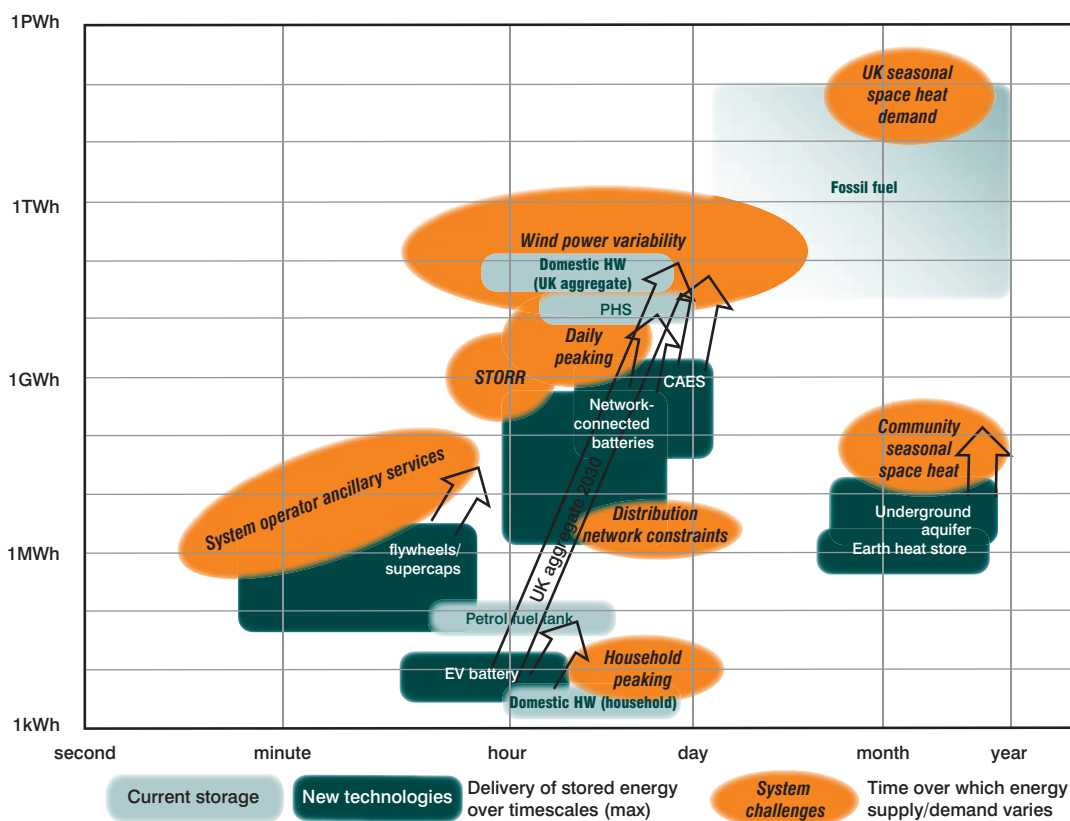 1PWh
UK seasonal
space heat
demand
Fossil fuel
1TWh
Wind power variability
Domestic HW
(UK aggregate)
PHS
Daily
peaking
STORR
1GWh
CAES
Network-
connected
batteries
Community
seasonal
space heat
System operator ancillary services
UK aggregate 2030
Distribution
network constraints
Underground
aquifer
Earth heat store
flywheels/
supercaps
1MWh
Petrol fuel tank
EV battery
Household
peaking
Domestic HW (household)
1kWh
second
minute
hour
day
month
year
Current storage
New technologies
Delivery of stored energy
over timescales (max)
System
challenges
Time over which energy
supply/demand varies